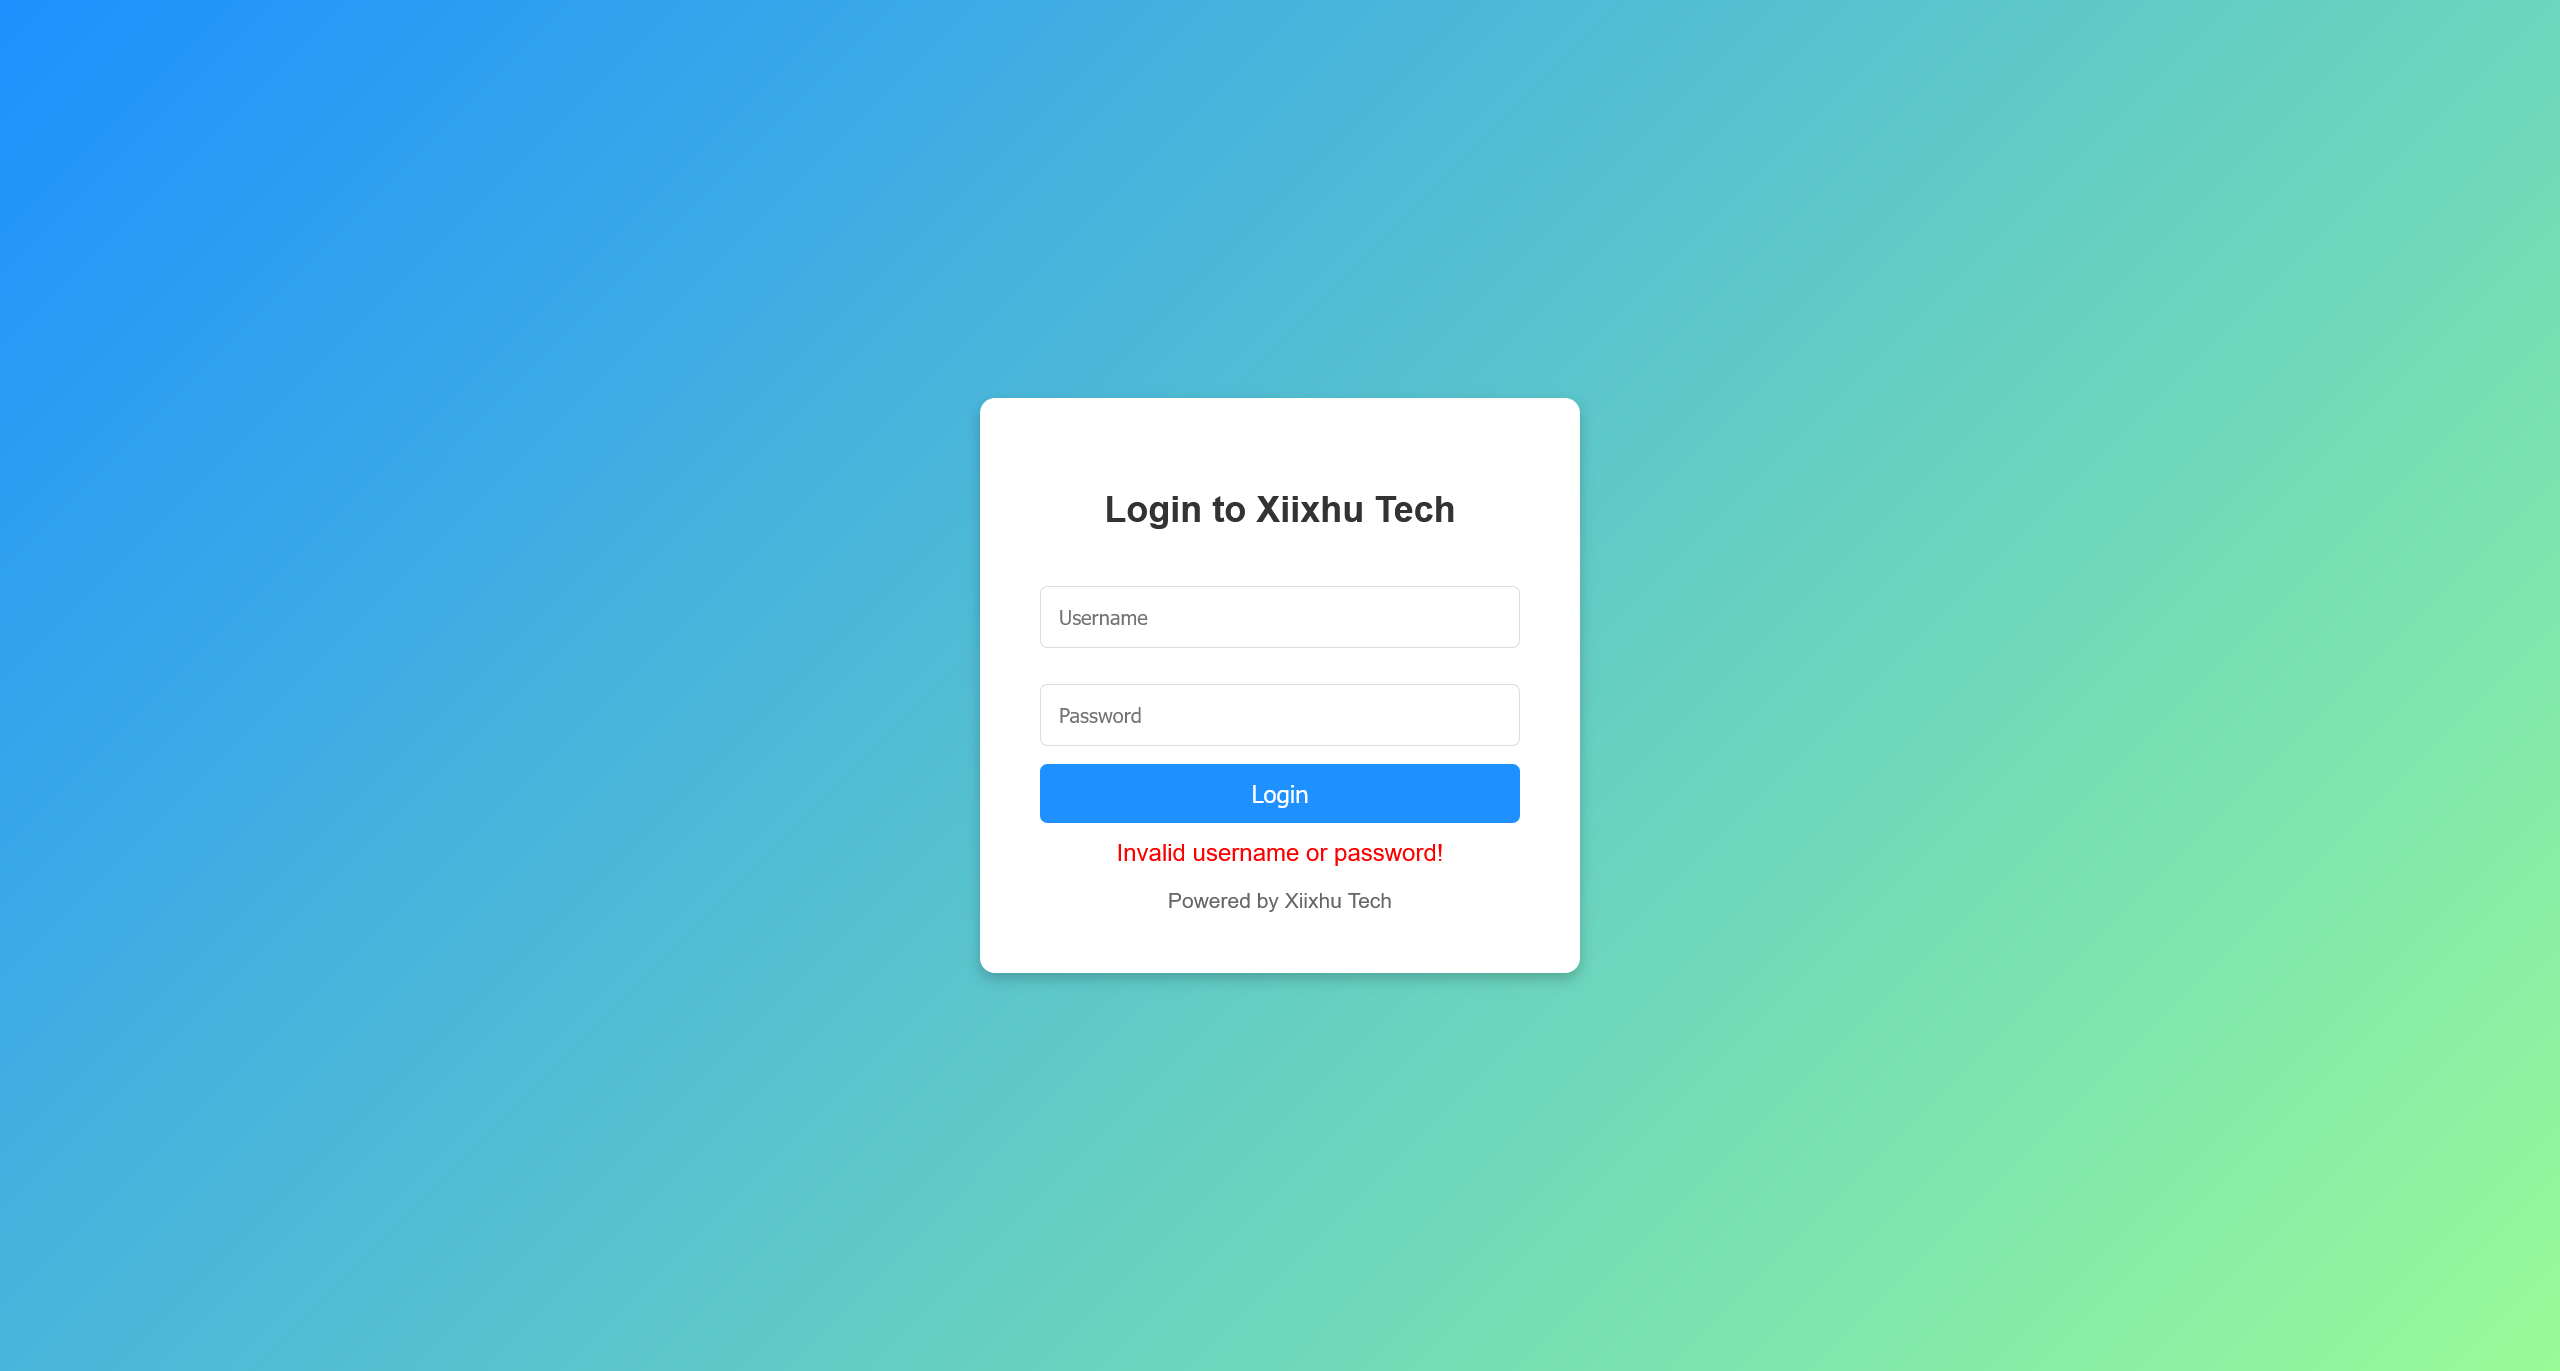 Login to Xiixhu Tech
Username
Password
Login
Invalid username or password!
Powered by Xiixhu Tech